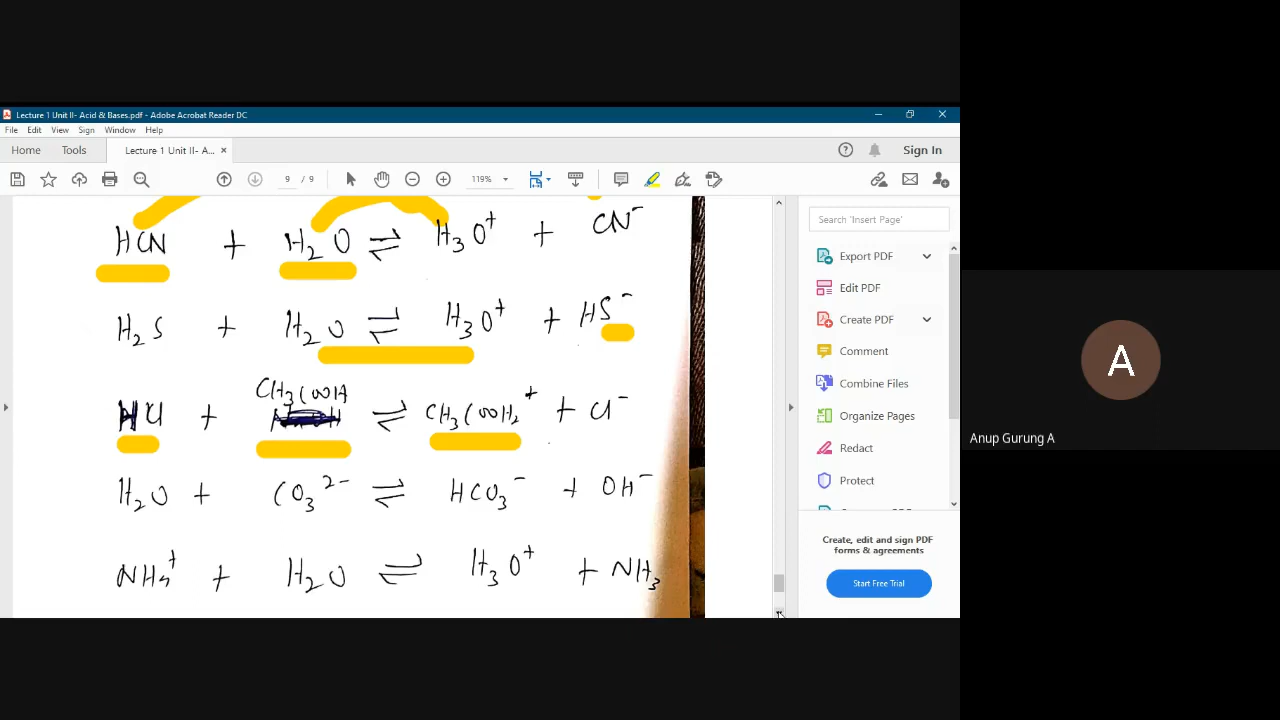 Lecture 1 Unit II- Acid & Bases.pdf - Adobe Acrobat Reader DC
File Edit View Sign Window Help
Home Tools Lecture 1 Unit II- A... × Sign In
9 / 9 119%
HCN + H₂O ⇌ H₃O⁺ + CN⁻
H₂S + H₂O ⇌ H₃O⁺ + HS⁻
HCl + CH₃COOH ⇌ CH₃COOH₂⁺ + Cl⁻
H₂O + CO₃²⁻ ⇌ HCO₃⁻ + OH⁻
NH₄⁺ + H₂O ⇌ H₃O⁺ + NH₃
Search 'Insert Page'
Export PDF
Edit PDF
Create PDF
Comment
Combine Files
Organize Pages
Redact
Protect
Create, edit and sign PDF
forms & agreements
Start Free Trial
A
Anup Gurung A